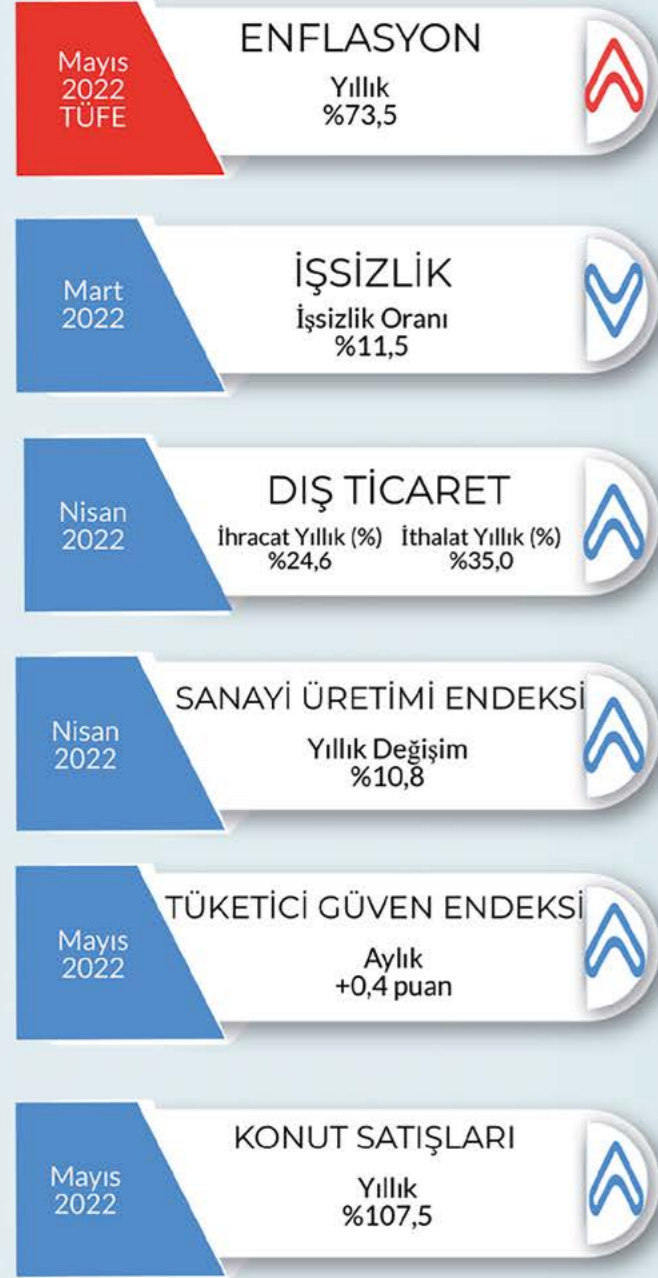 Mayıs
2022
TÜFE
ENFLASYON
Yıllık
%73,5
Mart
2022
İŞSİZLİK
İşsizlik Oranı
%11,5
Nisan
2022
DIŞ TİCARET
İhracat Yıllık (%) İthalat Yıllık (%)
%24,6 %35,0
Nisan
2022
SANAYİ ÜRETİMİ ENDEKSİ
Yıllık Değişim
%10,8
Mayıs
2022
TÜKETİCİ GÜVEN ENDEKSİ
Aylık
+0,4 puan
Mayıs
2022
KONUT SATIŞLARI
Yıllık
%107,5